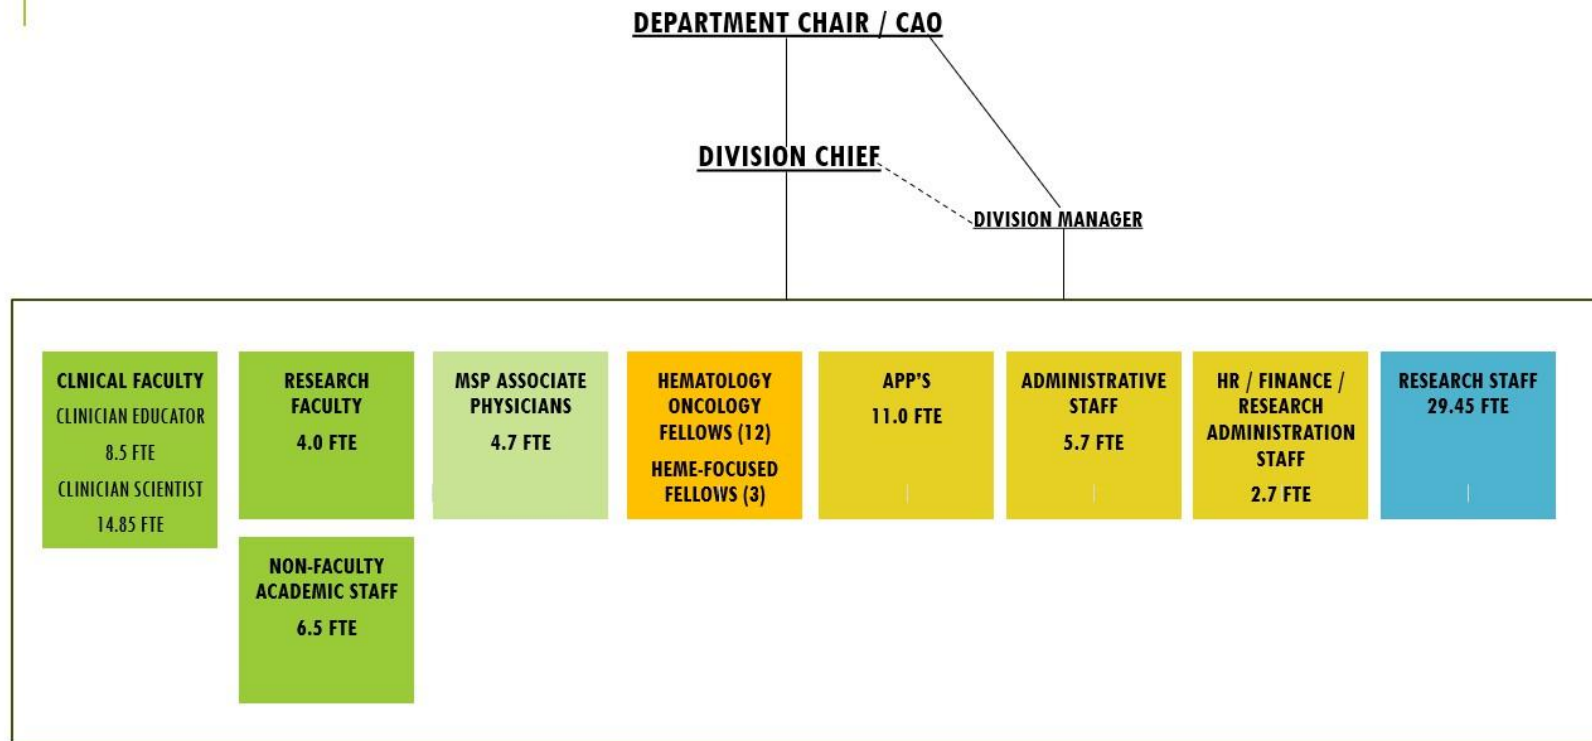 DEPARTMENT CHAIR / CAO
DIVISION CHIEF
DIVISION MANAGER
CLNICAL FACULTY
CLINICIAN EDUCATOR
8.5 FTE
CLINICIAN SCIENTIST
14.85 FTE
RESEARCH
FACULTY
4.0 FTE
NON-FACULTY
ACADEMIC STAFF
6.5 FTE
MSP ASSOCIATE
PHYSICIANS
4.7 FTE
HEMATOLOGY
ONCOLOGY
FELLOWS (12)
HEME-FOCUSED
FELLOWS (3)
APP'S
11.0 FTE
ADMINISTRATIVE
STAFF
5.7 FTE
HR / FINANCE /
RESEARCH
ADMINISTRATION
STAFF
2.7 FTE
RESEARCH STAFF
29.45 FTE